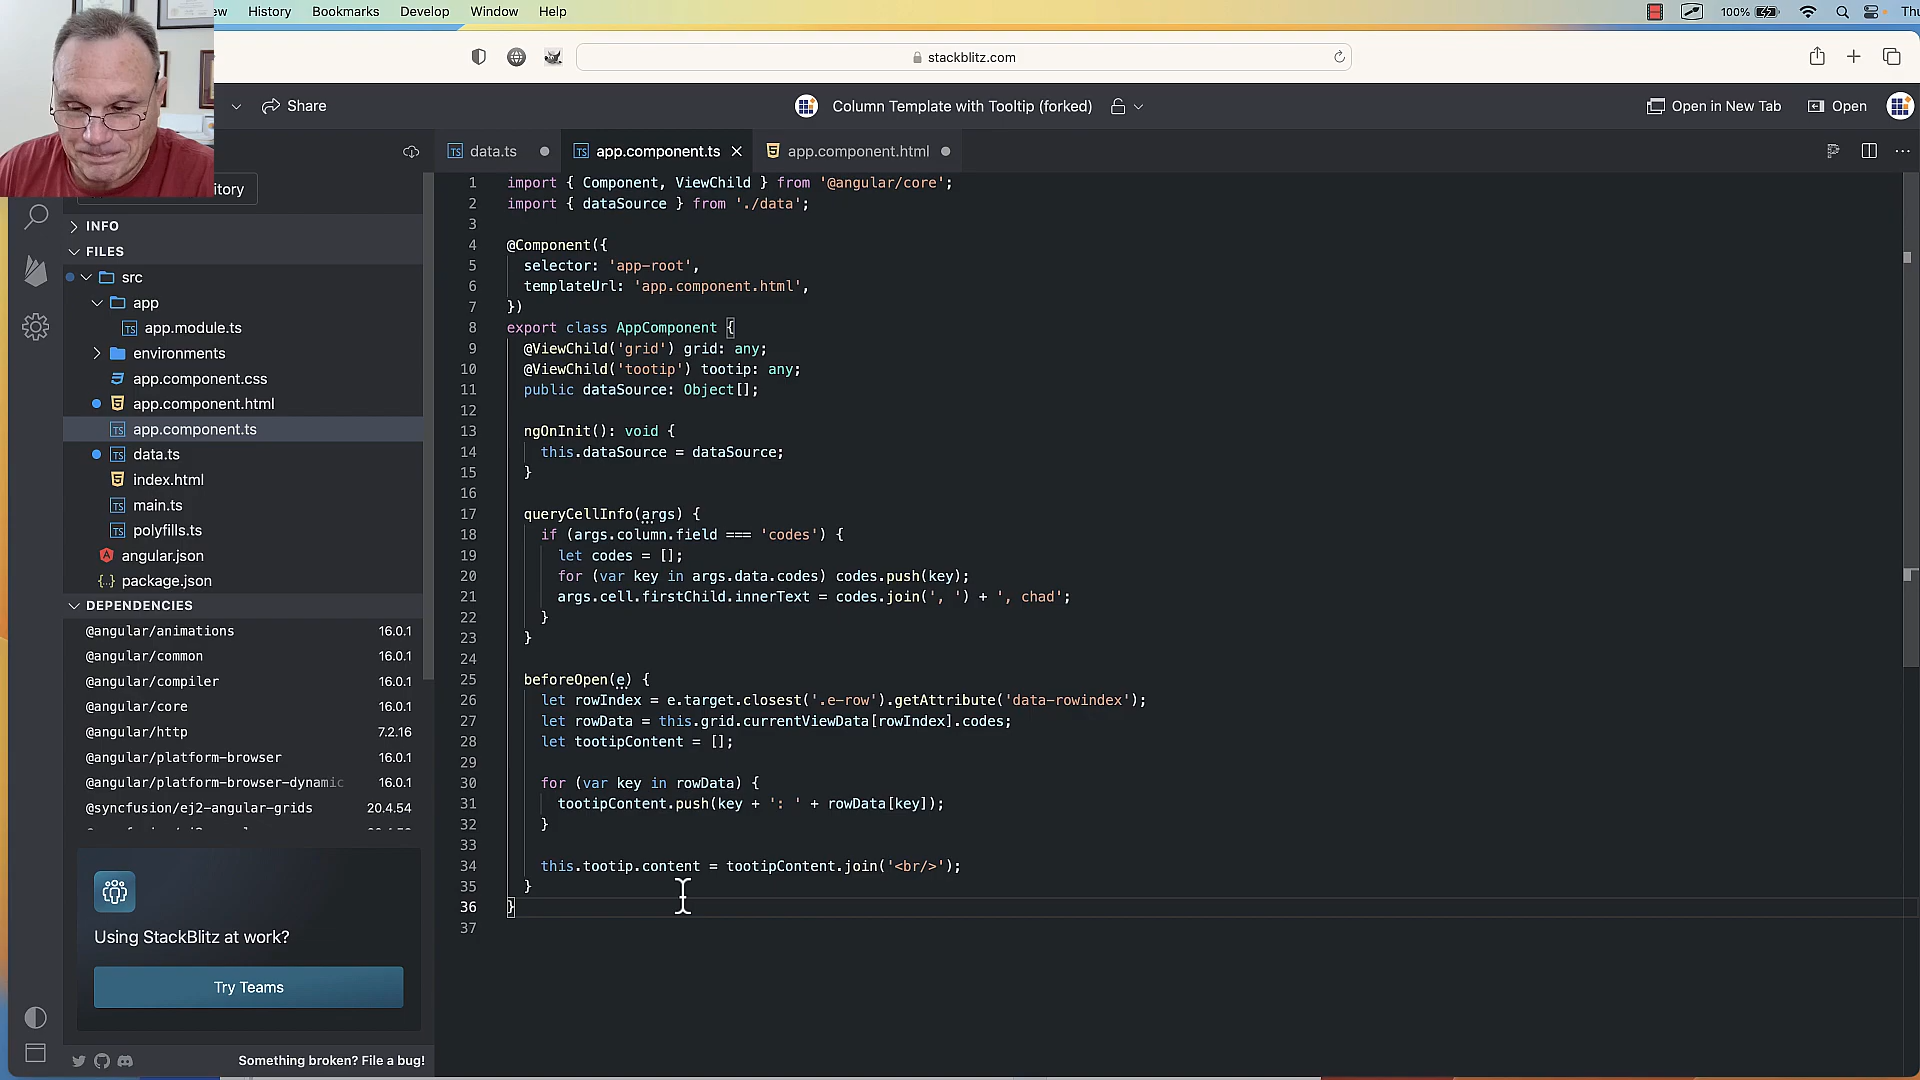 ew History Bookmarks Develop Window Help 100% Thu
stackblitz.com
Share Column Template with Tooltip (forked) Open in New Tab Open
data.ts app.component.ts app.component.html
itory
INFO
FILES
src
app
app.module.ts
environments
app.component.css
app.component.html
app.component.ts
data.ts
index.html
main.ts
polyfills.ts
angular.json
package.json
DEPENDENCIES
@angular/animations 16.0.1
@angular/common 16.0.1
@angular/compiler 16.0.1
@angular/core 16.0.1
@angular/http 7.2.16
@angular/platform-browser 16.0.1
@angular/platform-browser-dynamic 16.0.1
@syncfusion/ej2-angular-grids 20.4.54
Using StackBlitz at work?
Try Teams
Something broken? File a bug!
1 import { Component, ViewChild } from '@angular/core';
2 import { dataSource } from './data';
3
4 @Component({
5 selector: 'app-root',
6 templateUrl: 'app.component.html',
7 })
8 export class AppComponent {
9 @ViewChild('grid') grid: any;
10 @ViewChild('tootip') tootip: any;
11 public dataSource: Object[];
12
13 ngOnInit(): void {
14 this.dataSource = dataSource;
15 }
16
17 queryCellInfo(args) {
18 if (args.column.field === 'codes') {
19 let codes = [];
20 for (var key in args.data.codes) codes.push(key);
21 args.cell.firstChild.innerText = codes.join(', ') + ', chad';
22 }
23 }
24
25 beforeOpen(e) {
26 let rowIndex = e.target.closest('.e-row').getAttribute('data-rowindex');
27 let rowData = this.grid.currentViewData[rowIndex].codes;
28 let tootipContent = [];
29
30 for (var key in rowData) {
31 tootipContent.push(key + ': ' + rowData[key]);
32 }
33
34 this.tootip.content = tootipContent.join('<br/>');
35 }
36 }
37